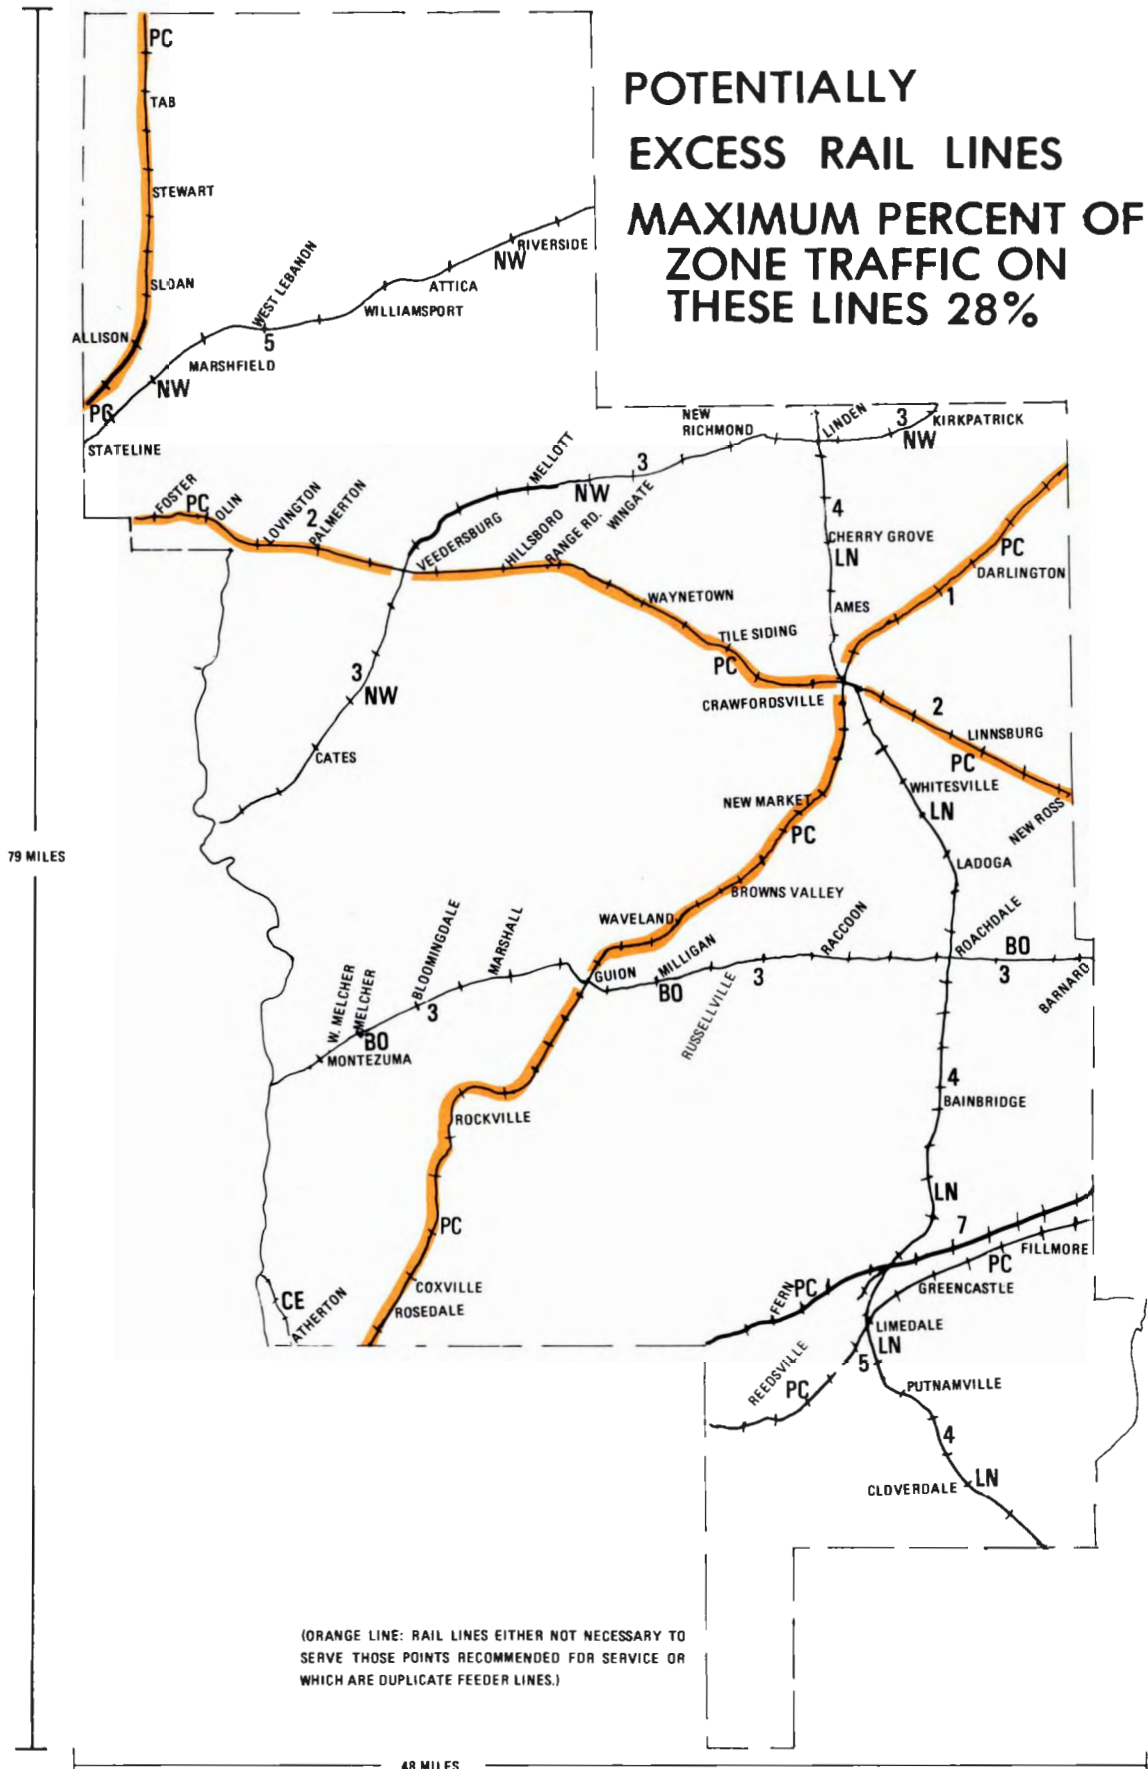 POTENTIALLY
EXCESS RAIL LINES
MAXIMUM PERCENT OF
ZONE TRAFFIC ON
THESE LINES 28%
PC
TAB
STEWART
SLOAN
ALLISON
PC
STATELINE
NW
MARSHFIELD
WEST LEBANON
5
WILLIAMSPORT
ATTICA
NW
RIVERSIDE
NEW
RICHMOND
LINDEN
3
KIRKPATRICK
NW
FOSTER
PC
OLIN
LOVINGTON
2
PALMERTON
VEEDERSBURG
MELLOTT
NW
3
WINGATE
HILLSBORO
RANGE RD.
4
CHERRY GROVE
LN
AMES
PC
DARLINGTON
1
WAYNETOWN
TILE SIDING
PC
CRAWFORDSVILLE
2
LINNSBURG
PC
NEW ROSS
3
NW
CATES
WHITESVILLE
LN
LADOGA
NEW MARKET
PC
BROWNS VALLEY
WAVELAND
79 MILES
W. MELCHER
MELCHER
BLOOMINGDALE
MARSHALL
3
BO
MONTEZUMA
GUION
BO
MILLIGAN
RUSSELLVILLE
3
RACCOON
ROACHDALE
BO
3
BARNARD
ROCKVILLE
4
BAINBRIDGE
LN
PC
COXVILLE
ROSEDALE
CE
ATHERTON
7
PC
FILLMORE
GREENCASTLE
FERN
PC
LIMEDALE
LN
5
REEDSVILLE
PC
PUTNAMVILLE
4
CLOVERDALE
LN
(ORANGE LINE: RAIL LINES EITHER NOT NECESSARY TO
SERVE THOSE POINTS RECOMMENDED FOR SERVICE OR
WHICH ARE DUPLICATE FEEDER LINES.)
48 MILES